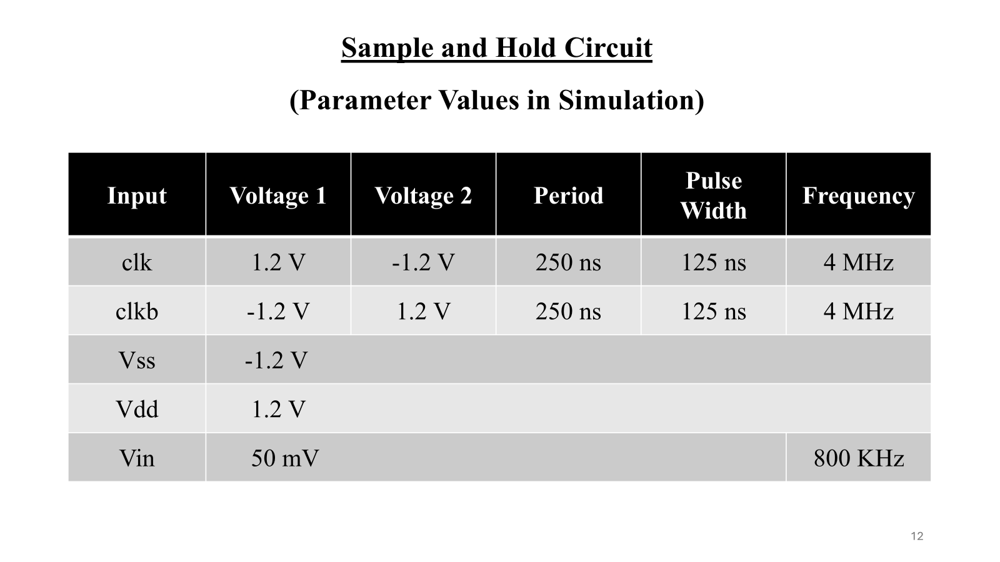 Sample and Hold Circuit
(Parameter Values in Simulation)
Input Voltage 1 Voltage 2 Period Pulse Width Frequency
clk 1.2 V -1.2 V 250 ns 125 ns 4 MHz
clkb -1.2 V 1.2 V 250 ns 125 ns 4 MHz
Vss -1.2 V
Vdd 1.2 V
Vin 50 mV 800 KHz
12